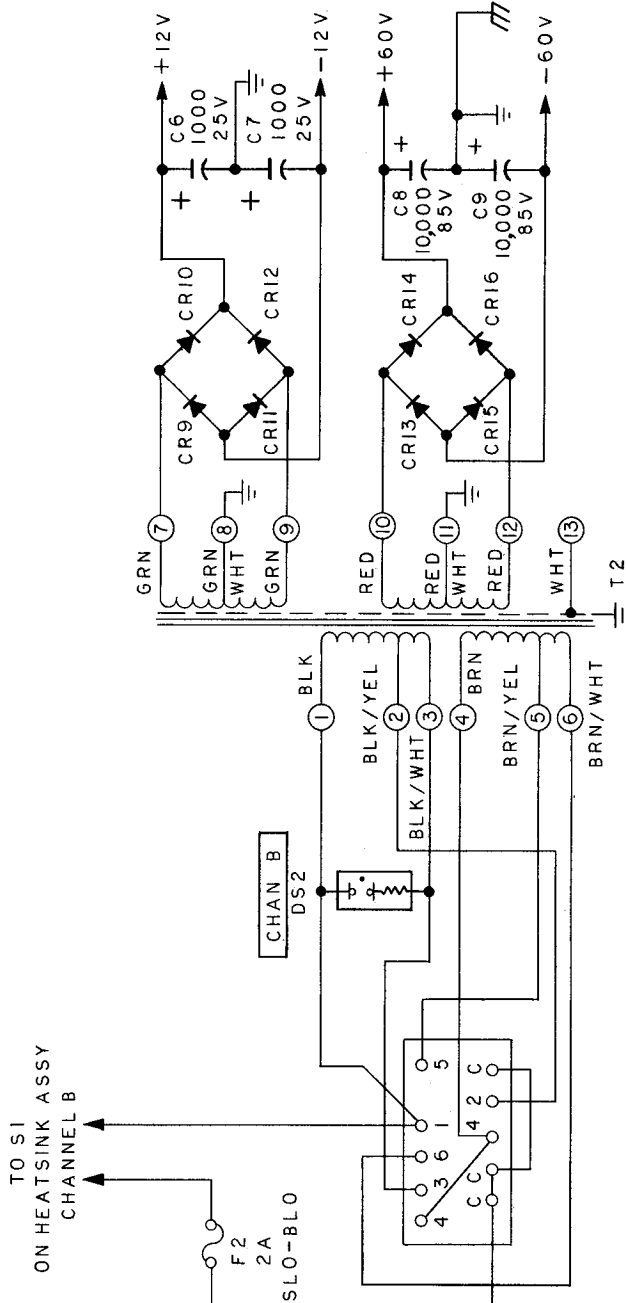 TO S1
ON HEATSINK ASSY
CHANNEL B
F2
2A
SLO-BLO
CHAN B
DS2
4
3
6
1
5
C
C
4
2
C
1
BLK
2
BLK/YEL
3
BLK/WHT
4
BRN
5
BRN/YEL
6
BRN/WHT
GRN
7
GRN
8
WHT
GRN
9
RED
10
RED
11
WHT
RED
12
WHT
13
T2
CR9
CR10
CR11
CR12
+12V
C6
1000
25V
+
C7
1000
25V
+
-12V
CR13
CR14
CR15
CR16
+60V
C8
10,000
85V
+
C9
10,000
85V
+
-60V